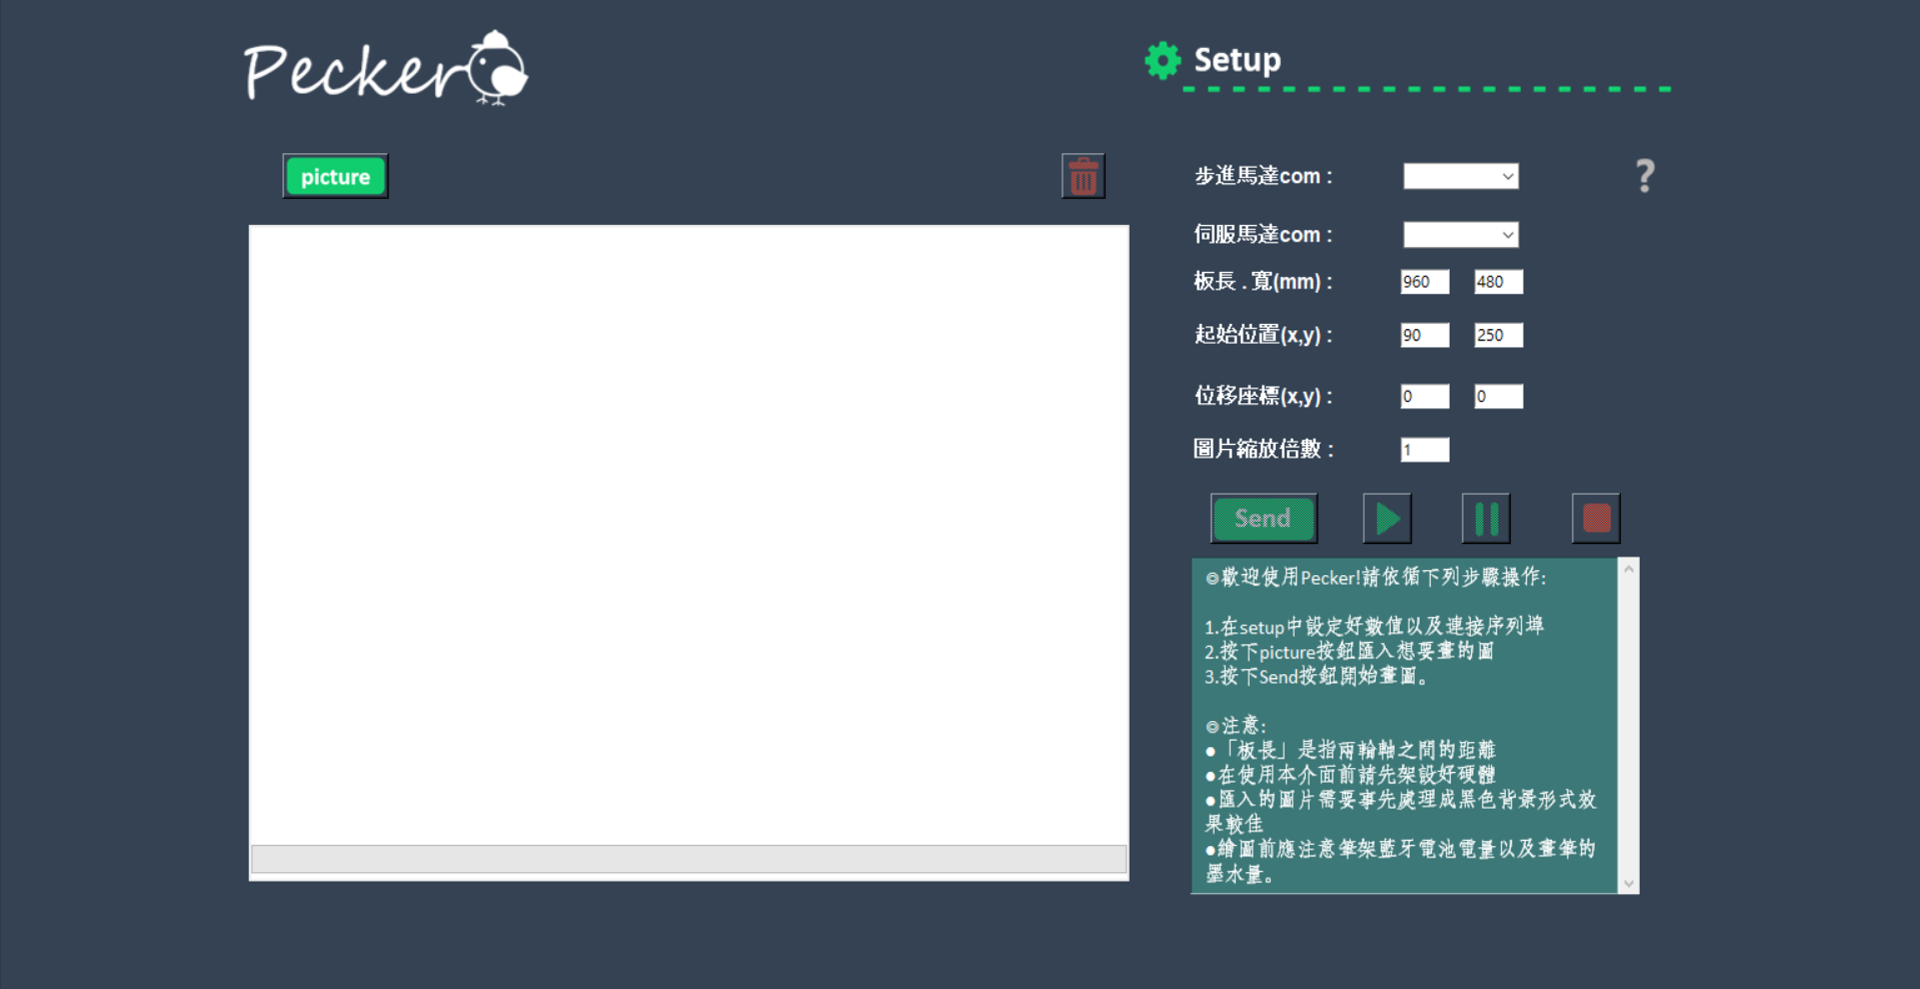 Pecker
Setup
picture
步進馬達com :
?
伺服馬達com :
板長 . 寬(mm) :
960
480
起始位置(x,y) :
90
250
位移座標(x,y) :
0
0
圖片縮放倍數 :
1
Send
◎歡迎使用Pecker!請依循下列步驟操作:
1.在setup中設定好數值以及連接序列埠
2.按下picture按鈕匯入想要畫的圖
3.按下Send按鈕開始畫圖。
◎注意:
●「板長」是指兩輪軸之間的距離
●在使用本介面前請先架設好硬體
●匯入的圖片需要事先處理成黑色背景形式效
果較佳
●繪圖前應注意筆架藍牙電池電量以及畫筆的
墨水量。